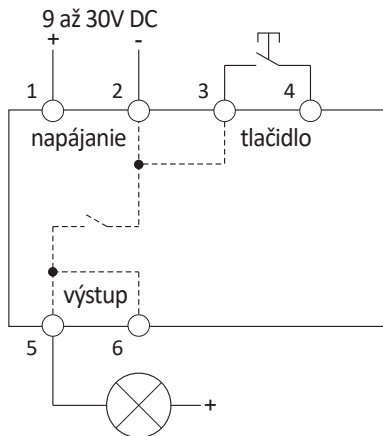 9 až 30V DC
+ -
1 2 3 4
napájanie tlačidlo
výstup
5 6
+